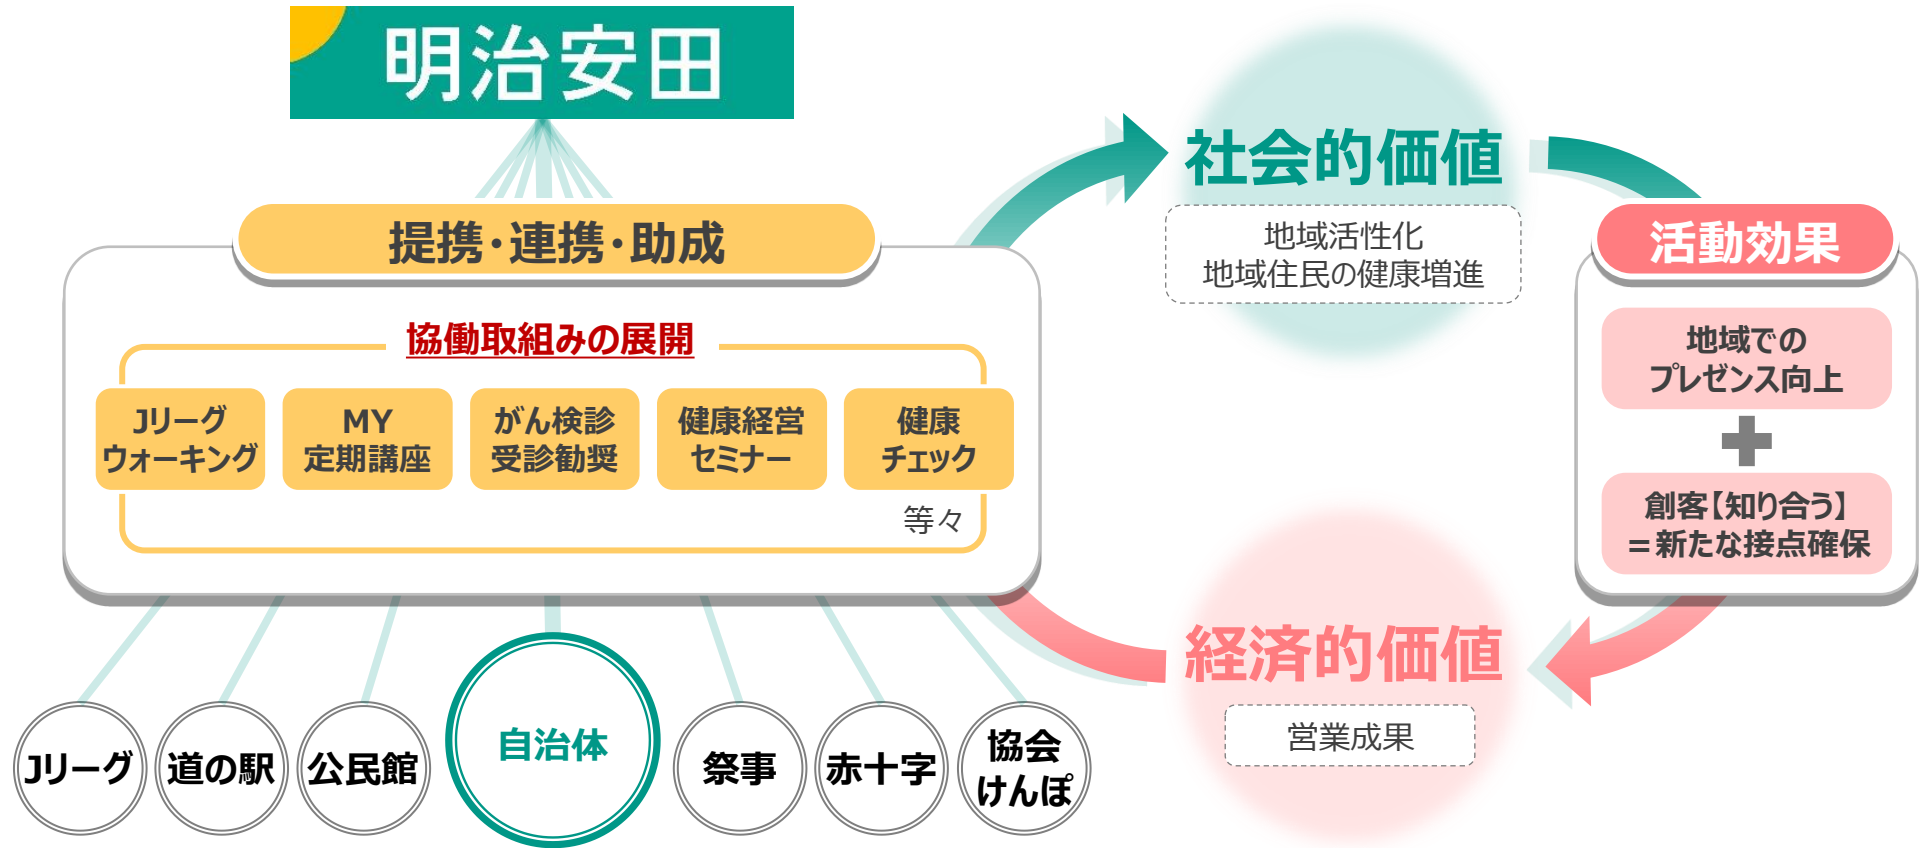 明治安田
提携・連携・助成
協働取組みの展開
Jリーグ
ウォーキング
MY
定期講座
がん検診
受診勧奨
健康経営
セミナー
健康
チェック
等々
Jリーグ
道の駅
公民館
自治体
祭事
赤十字
協会
けんぽ
社会的価値
地域活性化
地域住民の健康増進
活動効果
地域での
プレゼンス向上
創客【知り合う】
=新たな接点確保
経済的価値
営業成果